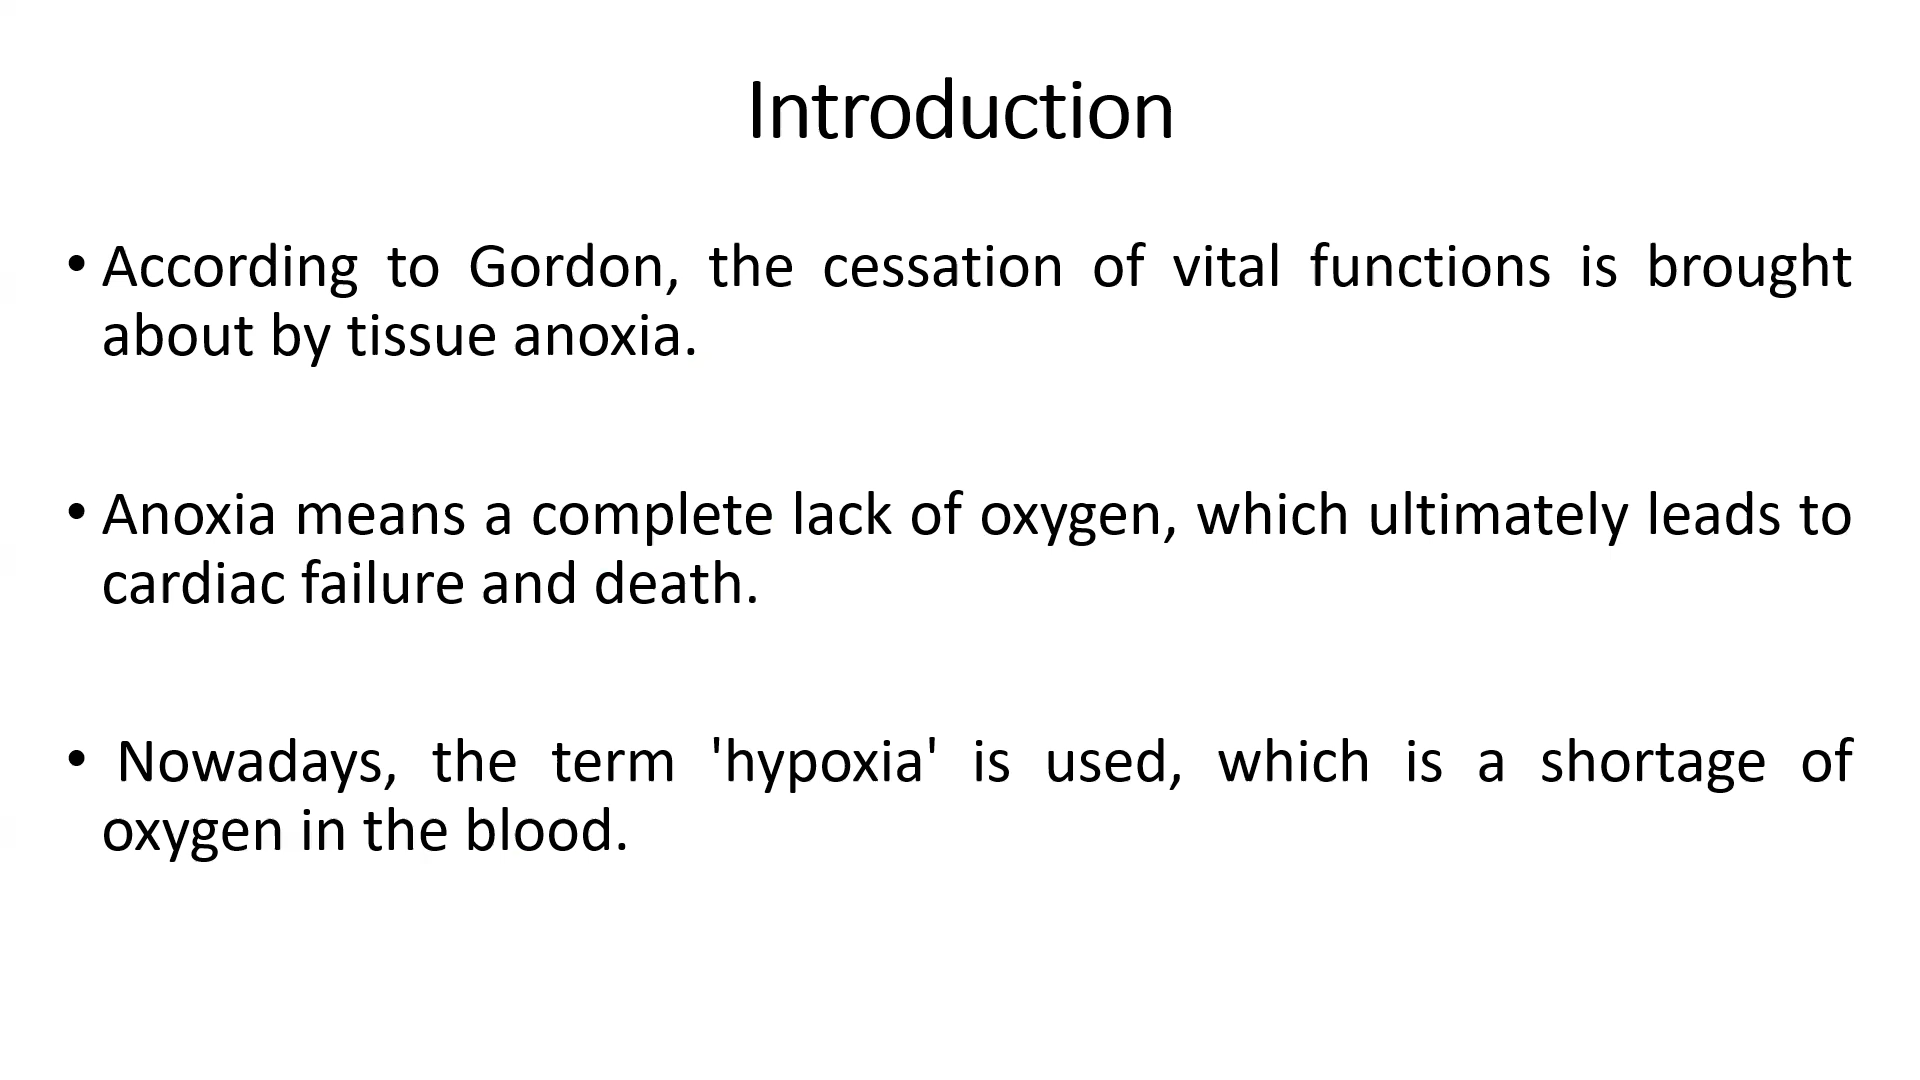 Introduction
• According to Gordon, the cessation of vital functions is brought
about by tissue anoxia.
• Anoxia means a complete lack of oxygen, which ultimately leads to
cardiac failure and death.
• Nowadays, the term 'hypoxia' is used, which is a shortage of
oxygen in the blood.